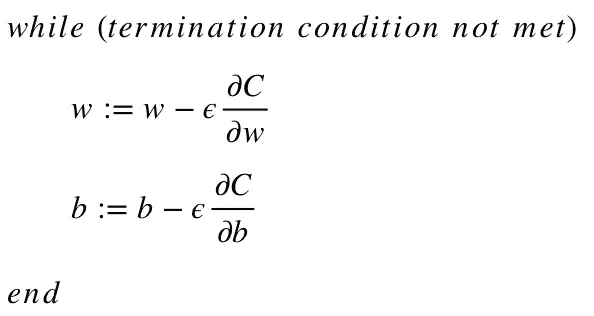 while (termination condition not met)
w := w − ϵ ∂C/∂w
b := b − ϵ ∂C/∂b
end